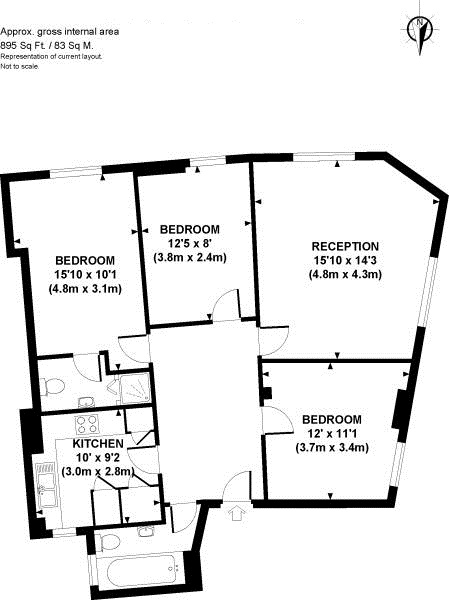 Approx. gross internal area
895 Sq Ft. / 83 Sq M.
Representation of current layout.
Not to scale.
N
BEDROOM
12'5 x 8'
(3.8m x 2.4m)
RECEPTION
15'10 x 14'3
(4.8m x 4.3m)
BEDROOM
15'10 x 10'1
(4.8m x 3.1m)
BEDROOM
12' x 11'1
(3.7m x 3.4m)
KITCHEN
10' x 9'2
(3.0m x 2.8m)